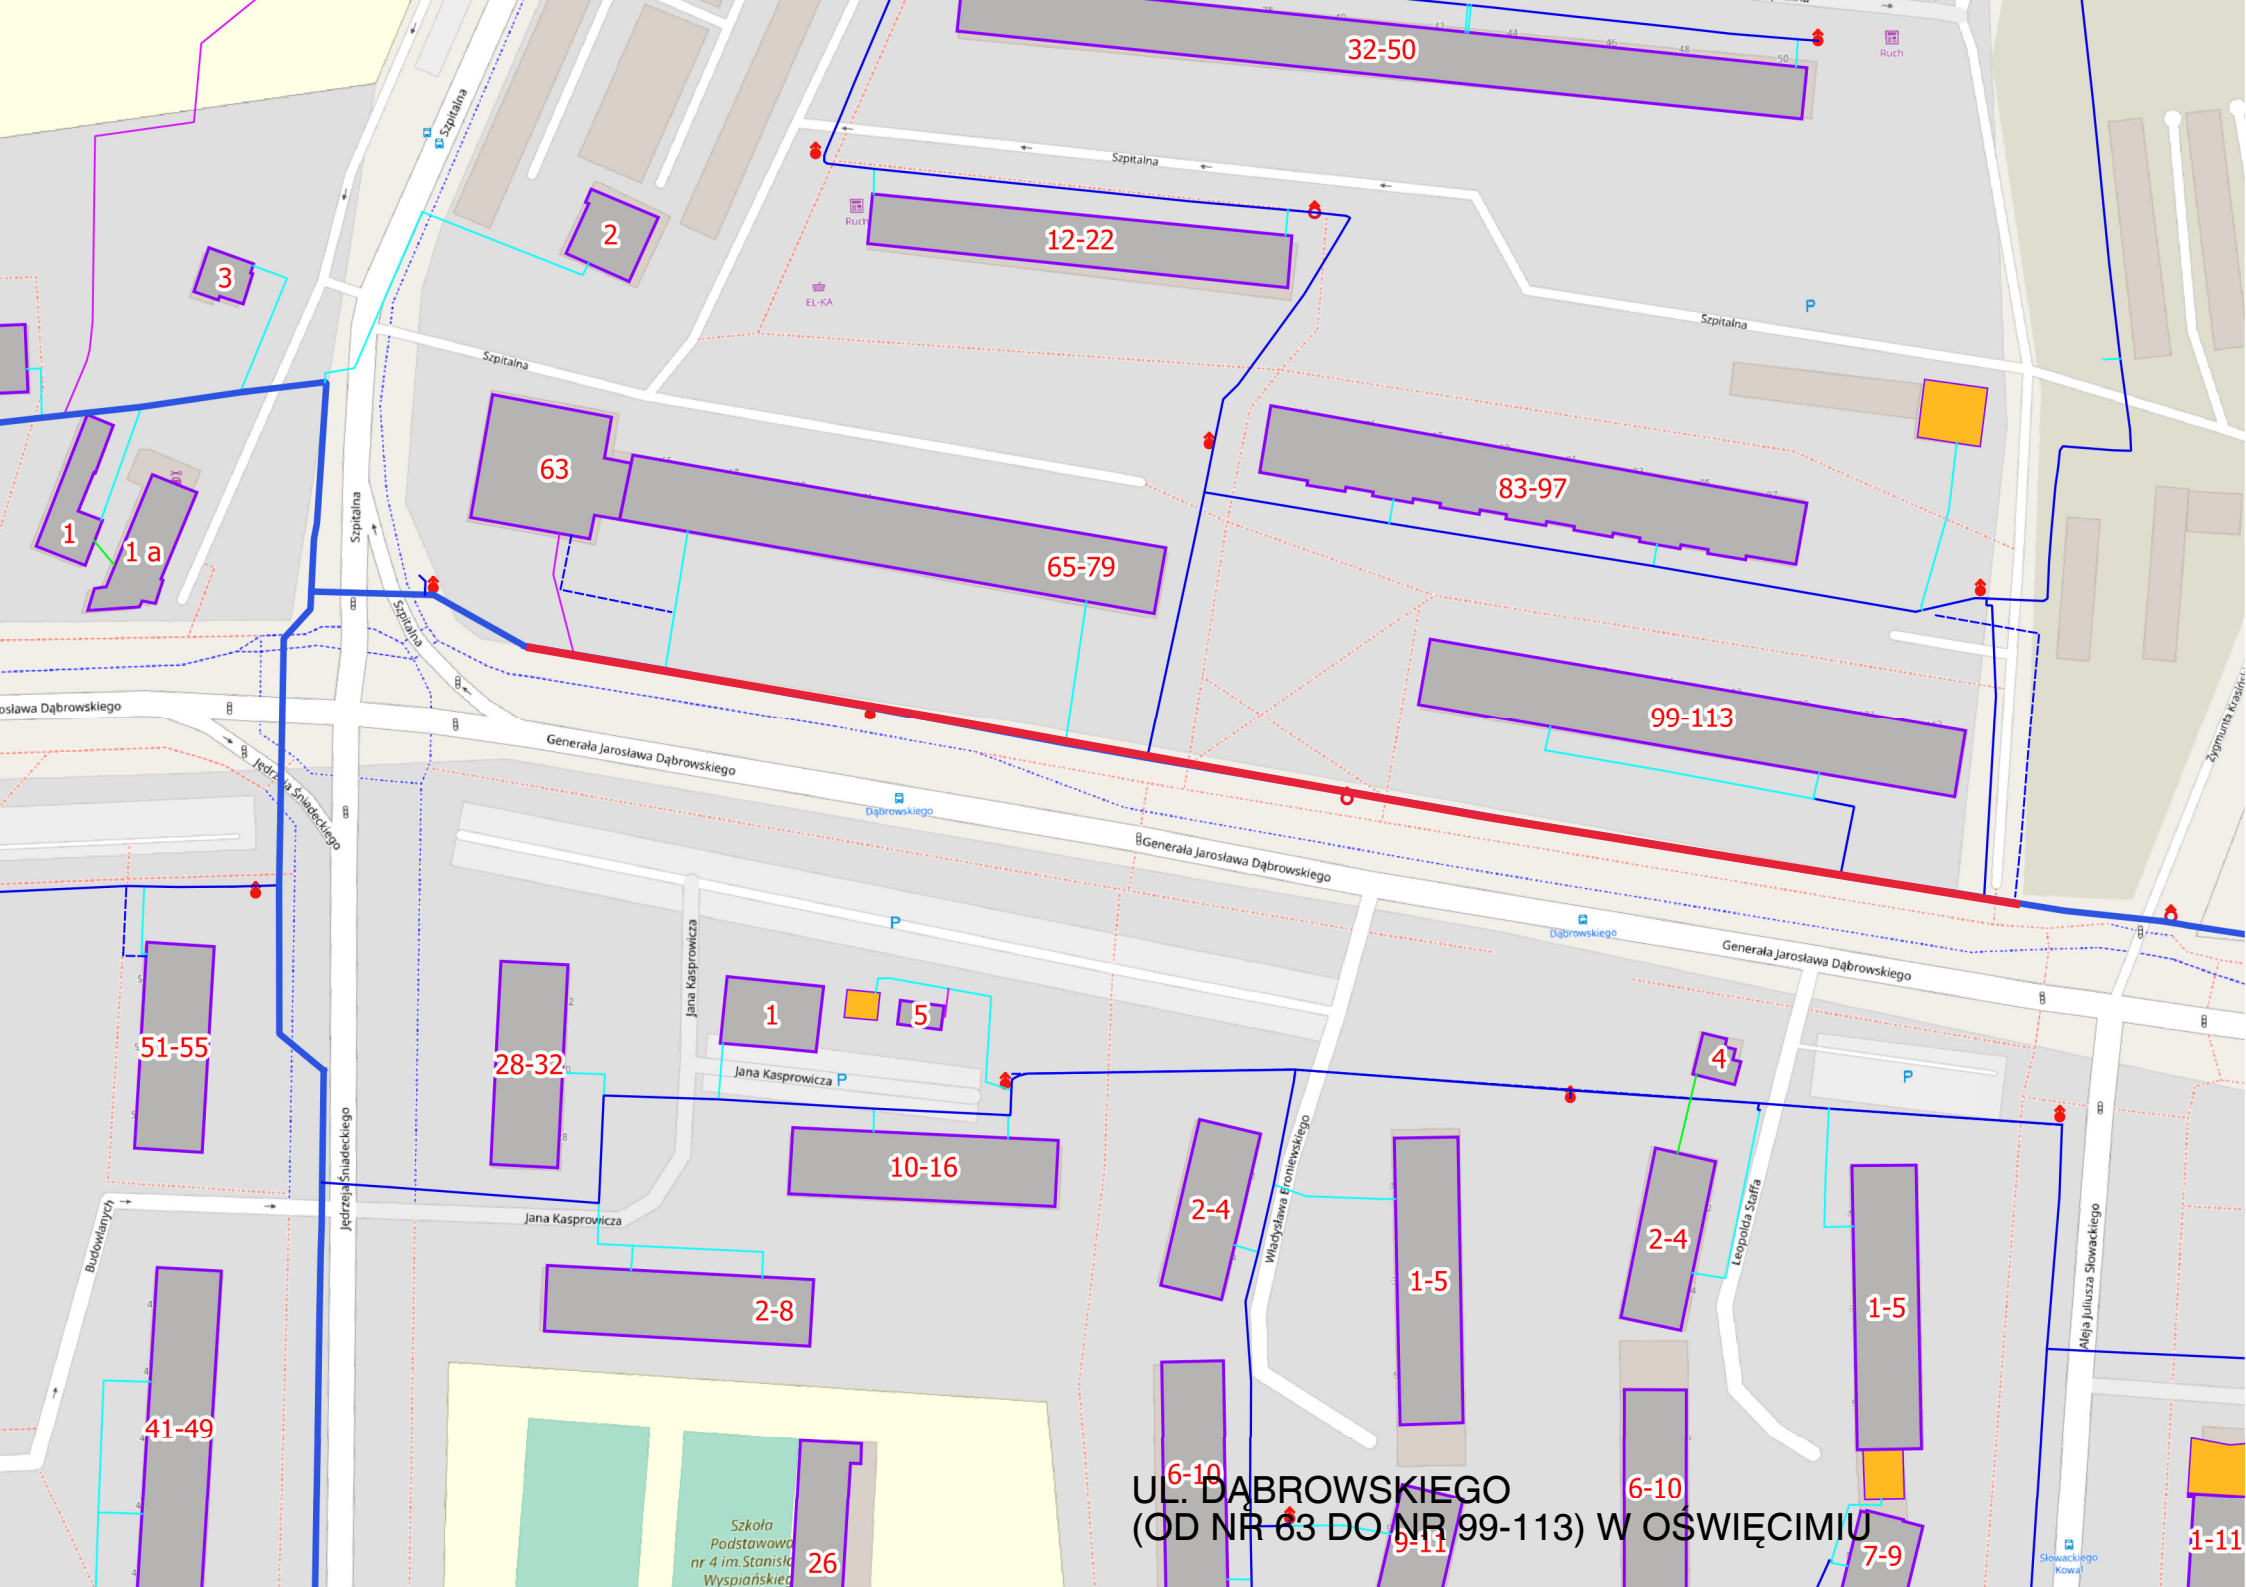 32-50
Ruch
Szpitalna
Szpitalna
Ruch
12-22
2
3
EL-KA
Szpitalna
Szpitalna
63
83-97
65-79
1
1 a
Szpitalna
Szpitalna
99-113
Generała Jarosława Dąbrowskiego
Jędrzeja Śniadeckiego
Dąbrowskiego
Generała Jarosława Dąbrowskiego
Dąbrowskiego
Generała Jarosława Dąbrowskiego
P
P
Jana Kasprowicza
1
5
51-55
28-32
Jana Kasprowicza P
4
P
10-16
Władysława Broniewskiego
2-4
2-4
Leopolda Staffa
Jędrzeja Śniadeckiego
Jana Kasprowicza
Budowlanych
1-5
1-5
Aleja Juliusza Słowackiego
2-8
41-49
6-10
6-10
UL. DĄBROWSKIEGO
(OD NR 63 DO NR 99-113) W OŚWIĘCIMIU
Szkoła
Podstawowa
nr 4 im.Stanisła
Wyspiańskieg
26
9-11
7-9
1-11
Słowackiego
Kowal